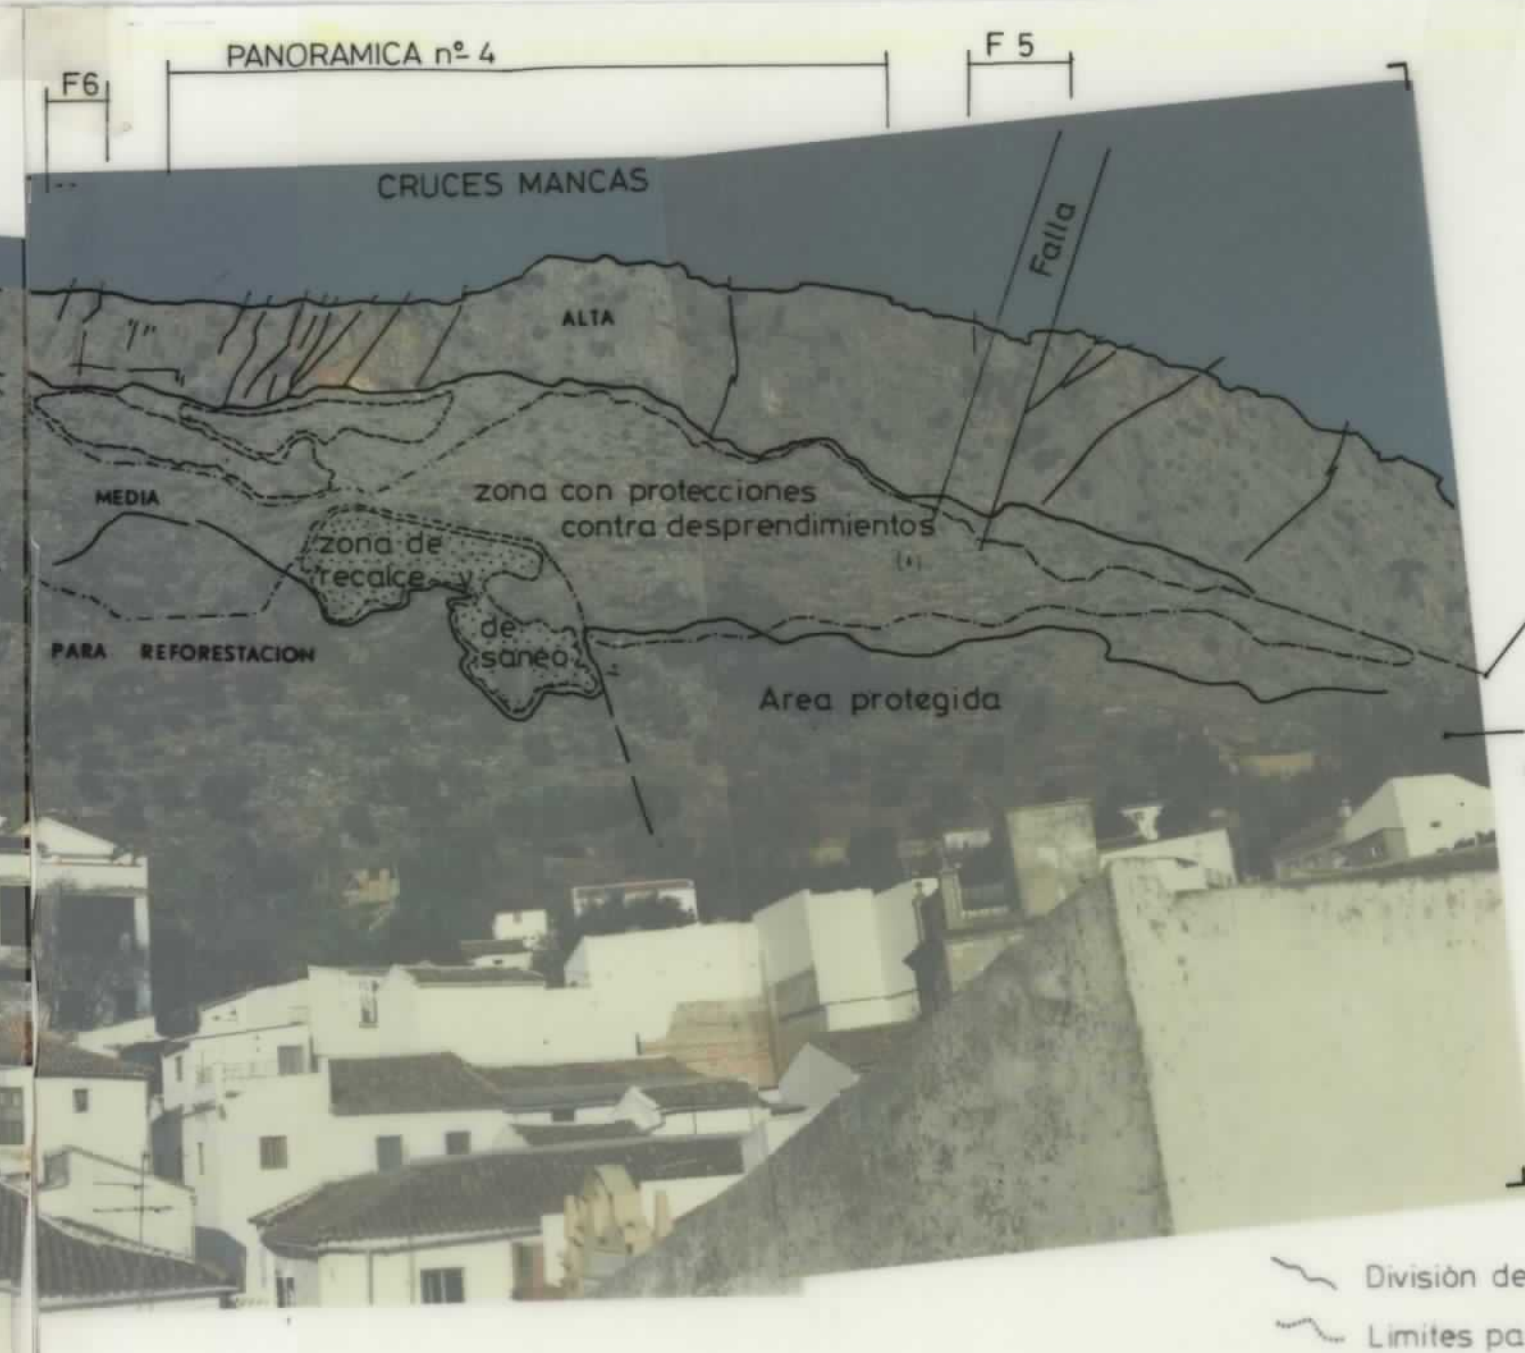 PANORAMICA nº 4
F 5
F6
CRUCES MANCAS
Falla
ALTA
MEDIA
zona con protecciones
contra desprendimientos
zona de
recalce y
de
saneo
PARA REFORESTACION
Area protegida
División de
Limites pa